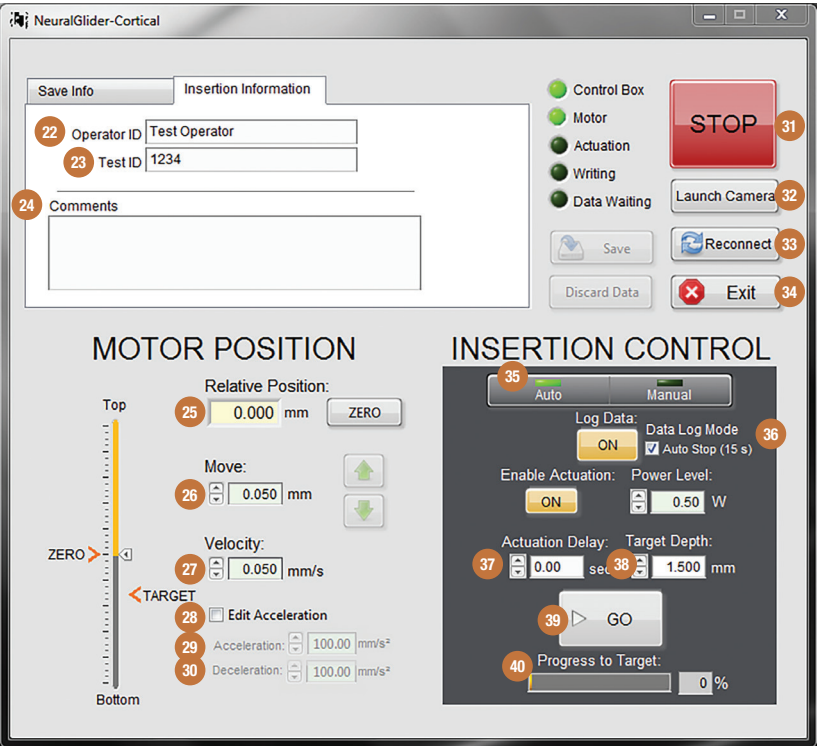 NeuralGlider-Cortical
Save Info
Insertion Information
22 Operator ID Test Operator
23 Test ID 1234
24 Comments
Control Box
Motor
Actuation
Writing
Data Waiting
Save
Discard Data
STOP 31
Launch Camera 32
Reconnect 33
Exit 34
MOTOR POSITION
Top
ZERO
TARGET
Bottom
Relative Position:
25 0.000 mm ZERO
Move:
26 0.050 mm
Velocity:
27 0.050 mm/s
28 Edit Acceleration
29 Acceleration: 100.00 mm/s²
30 Deceleration: 100.00 mm/s²
INSERTION CONTROL
35
Auto Manual
Log Data:
ON
Data Log Mode 36
Auto Stop (15 s)
Enable Actuation: Power Level:
ON 0.50 W
Actuation Delay: Target Depth:
37 0.00 sec 38 1.500 mm
39 GO
40 Progress to Target:
0 %